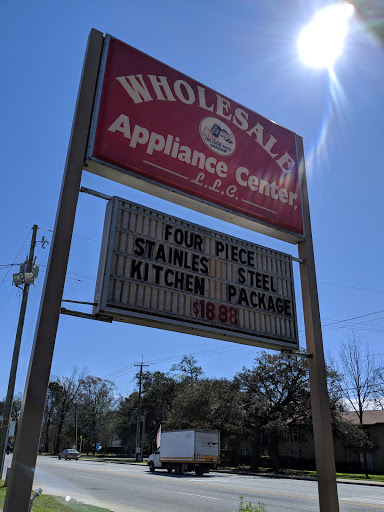 WHOLESALE
Appliance Center
L.L.C.
FOUR PIECE
STAINLES STEEL
KITCHEN PACKAGE
$1888